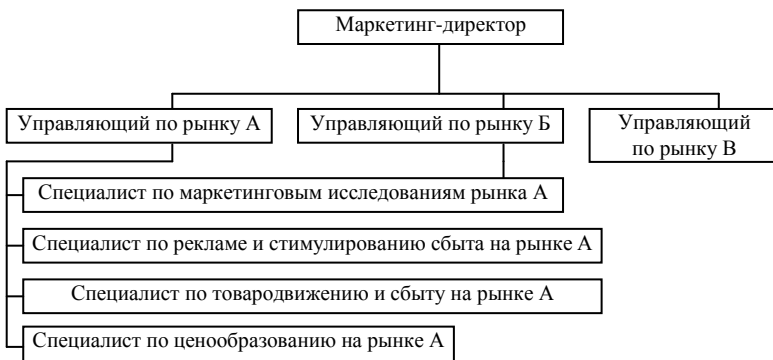 Маркетинг-директор
Управляющий по рынку А
Управляющий по рынку Б
Управляющий
по рынку В
Специалист по маркетинговым исследованиям рынка А
Специалист по рекламе и стимулированию сбыта на рынке А
Специалист по товародвижению и сбыту на рынке А
Специалист по ценообразованию на рынке А